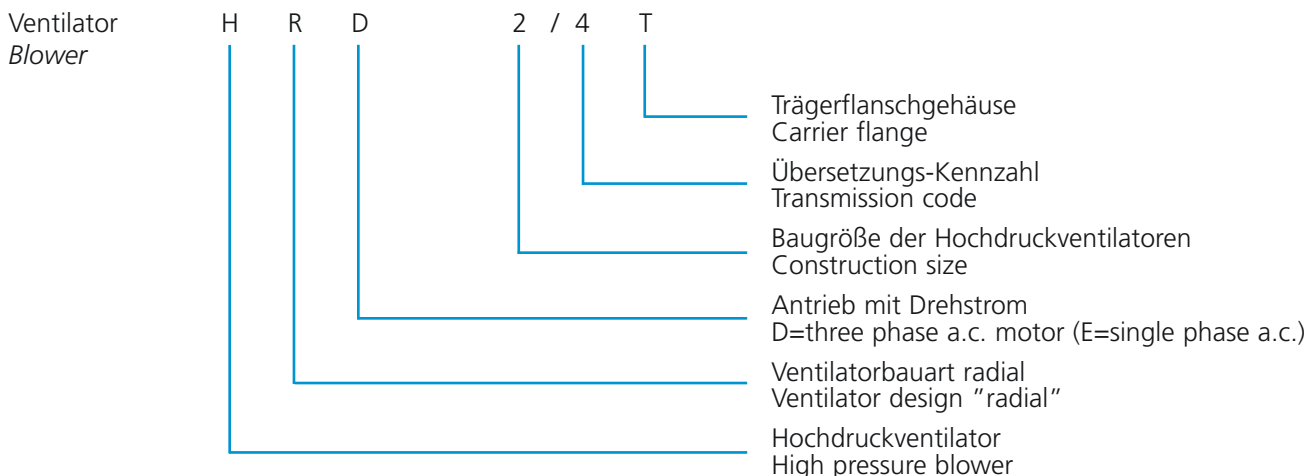 Ventilator H R D 2 / 4 T
Blower
Trägerflanschgehäuse
Carrier flange
Übersetzungs-Kennzahl
Transmission code
Baugröße der Hochdruckventilatoren
Construction size
Antrieb mit Drehstrom
D=three phase a.c. motor (E=single phase a.c.)
Ventilatorbauart radial
Ventilator design ”radial”
Hochdruckventilator
High pressure blower